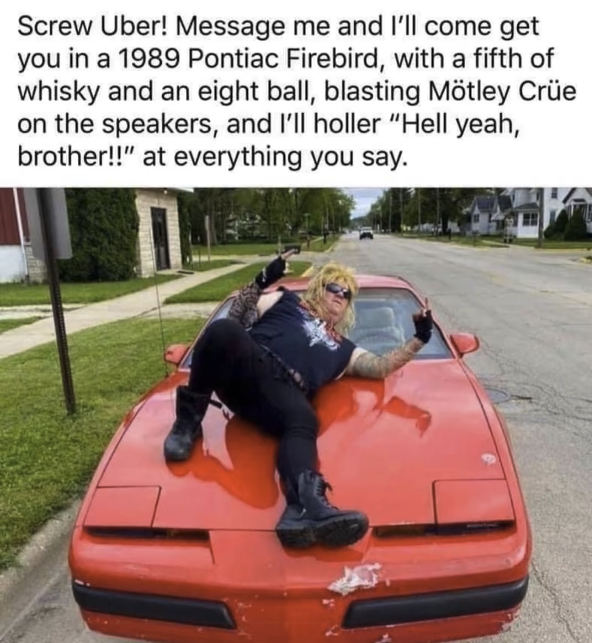 Screw Uber! Message me and I’ll come get
you in a 1989 Pontiac Firebird, with a fifth of
whisky and an eight ball, blasting Mötley Crüe
on the speakers, and I’ll holler “Hell yeah,
brother!!” at everything you say.